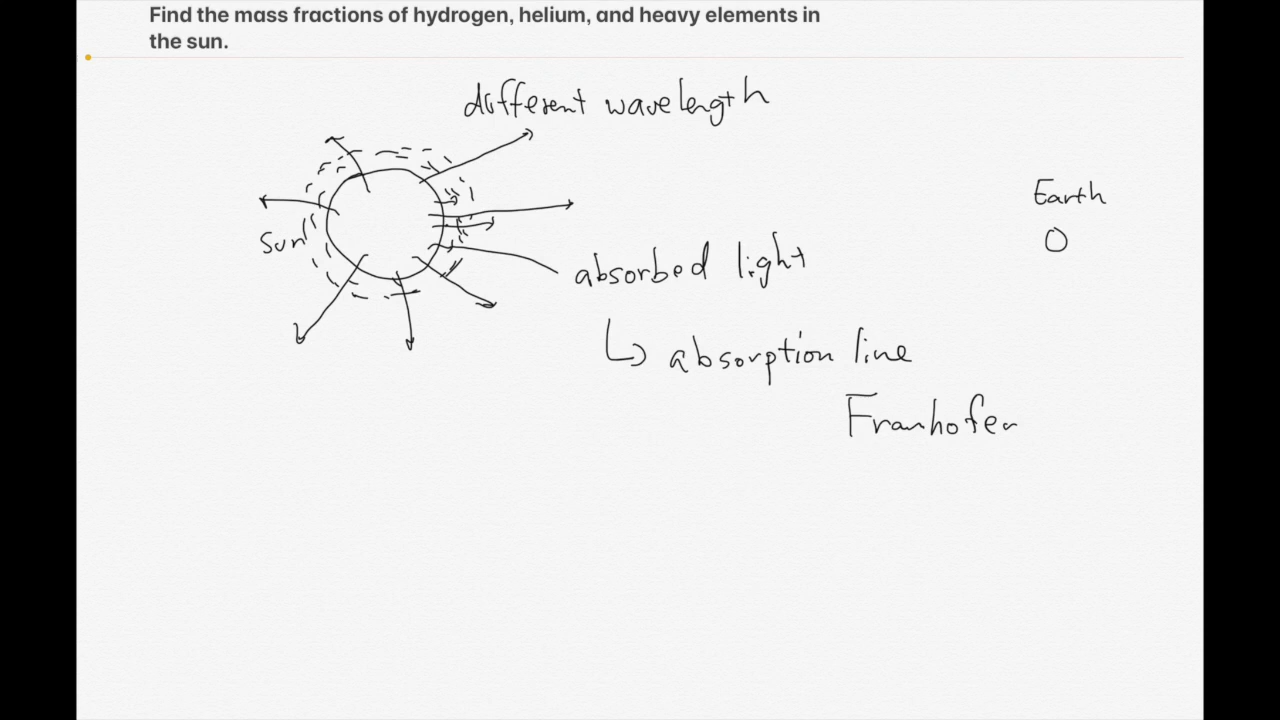 Find the mass fractions of hydrogen, helium, and heavy elements in
the sun.
different wavelength
Earth
Sun
absorbed light
absorption line
Franhofer